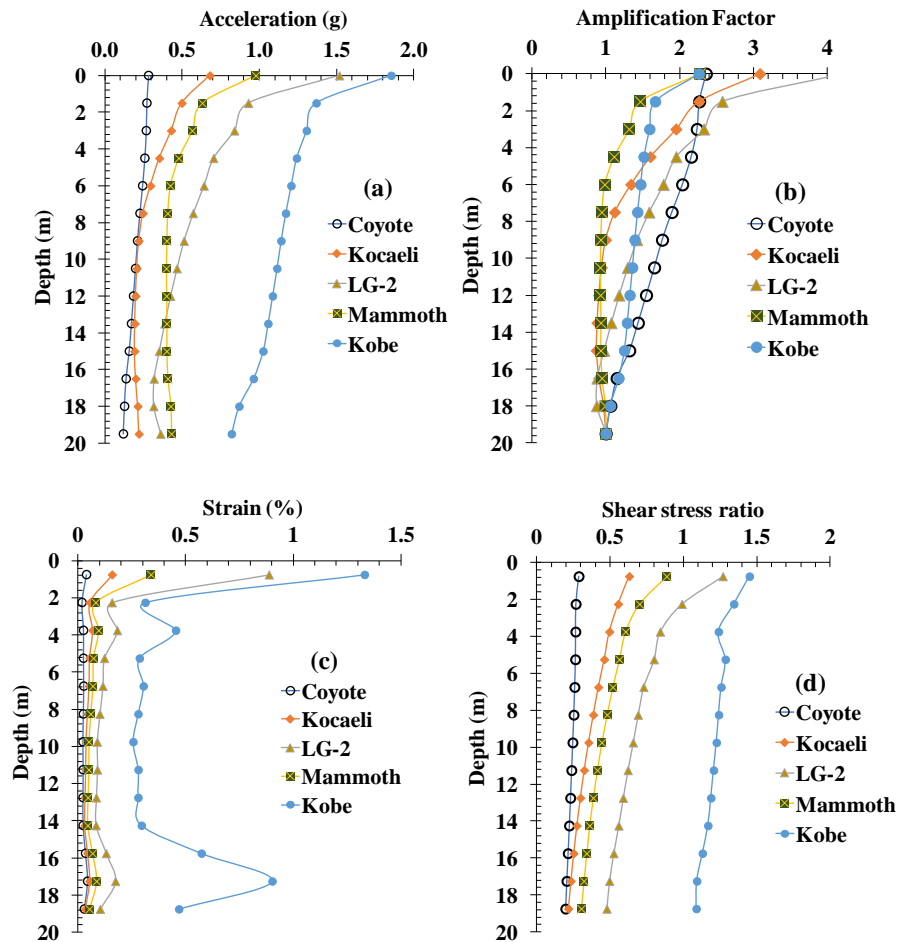 Acceleration (g)
0.0 0.5 1.0 1.5 2.0
0
2
4
6
8
10
12
14
16
18
20
Depth (m)
(a)
Coyote
Kocaeli
LG-2
Mammoth
Kobe
Amplification Factor
0 1 2 3 4
0
2
4
6
8
10
12
14
16
18
20
Depth (m)
(b)
Coyote
Kocaeli
LG-2
Mammoth
Kobe
Strain (%)
0 0.5 1 1.5
0
2
4
6
8
10
12
14
16
18
20
Depth (m)
(c)
Coyote
Kocaeli
LG-2
Mammoth
Kobe
Shear stress ratio
0 0.5 1 1.5 2
0
2
4
6
8
10
12
14
16
18
20
Depth (m)
(d)
Coyote
Kocaeli
LG-2
Mammoth
Kobe